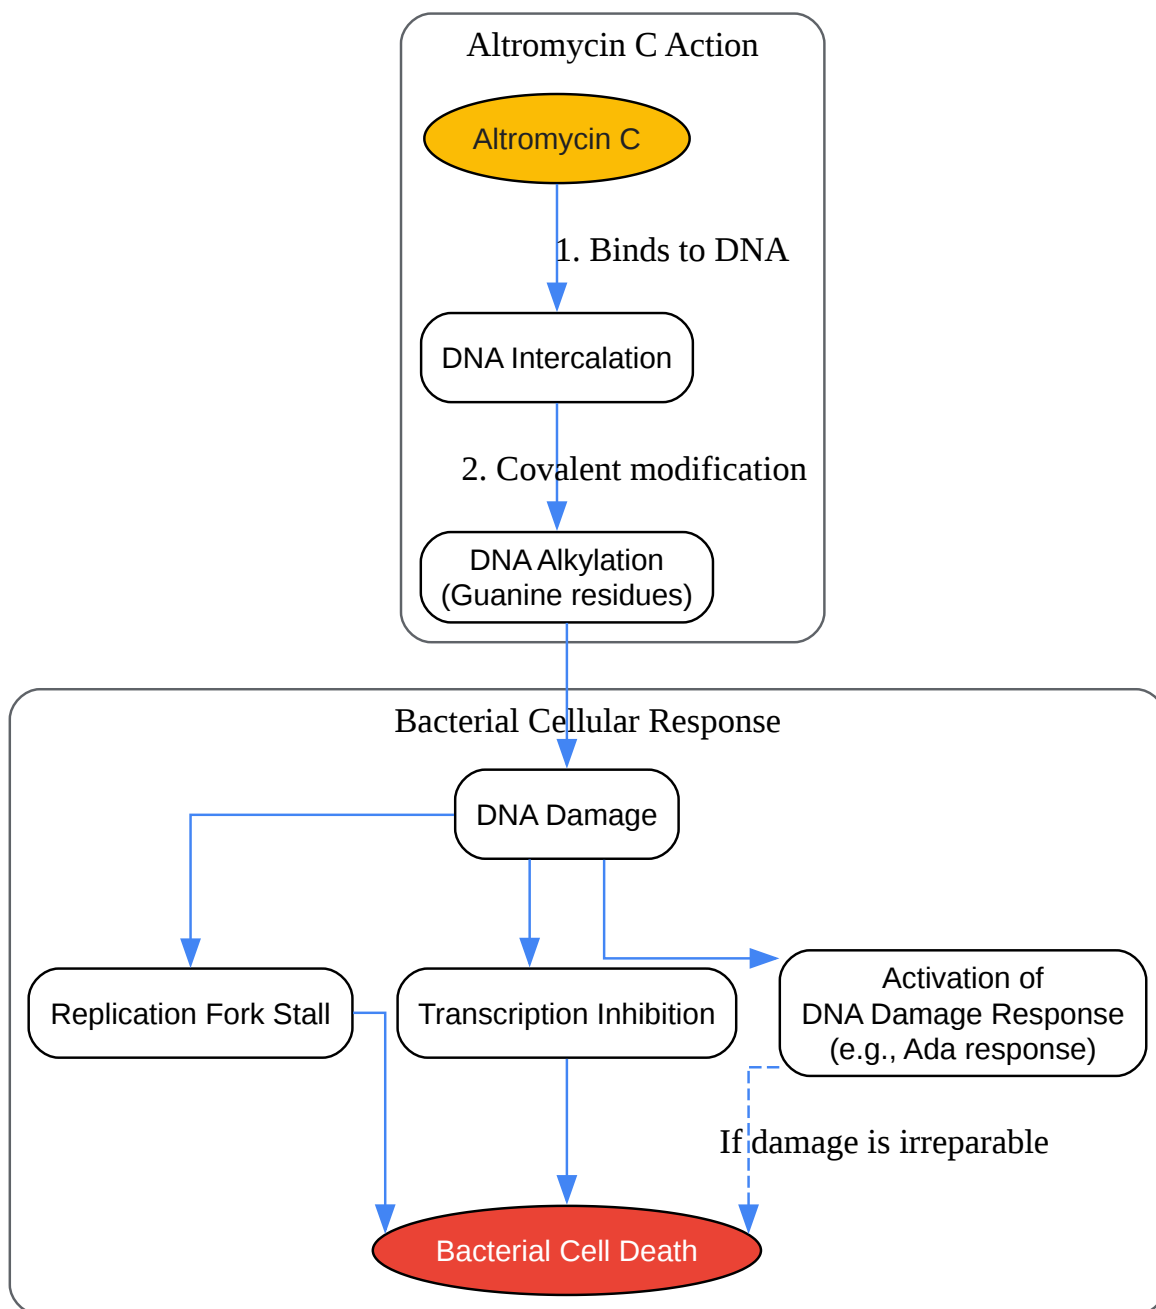 Altromycin C Action
Altromycin C
1. Binds to DNA
DNA Intercalation
2. Covalent modification
DNA Alkylation
(Guanine residues)
Bacterial Cellular Response
DNA Damage
Replication Fork Stall
Transcription Inhibition
Activation of
DNA Damage Response
(e.g., Ada response)
If damage is irreparable
Bacterial Cell Death